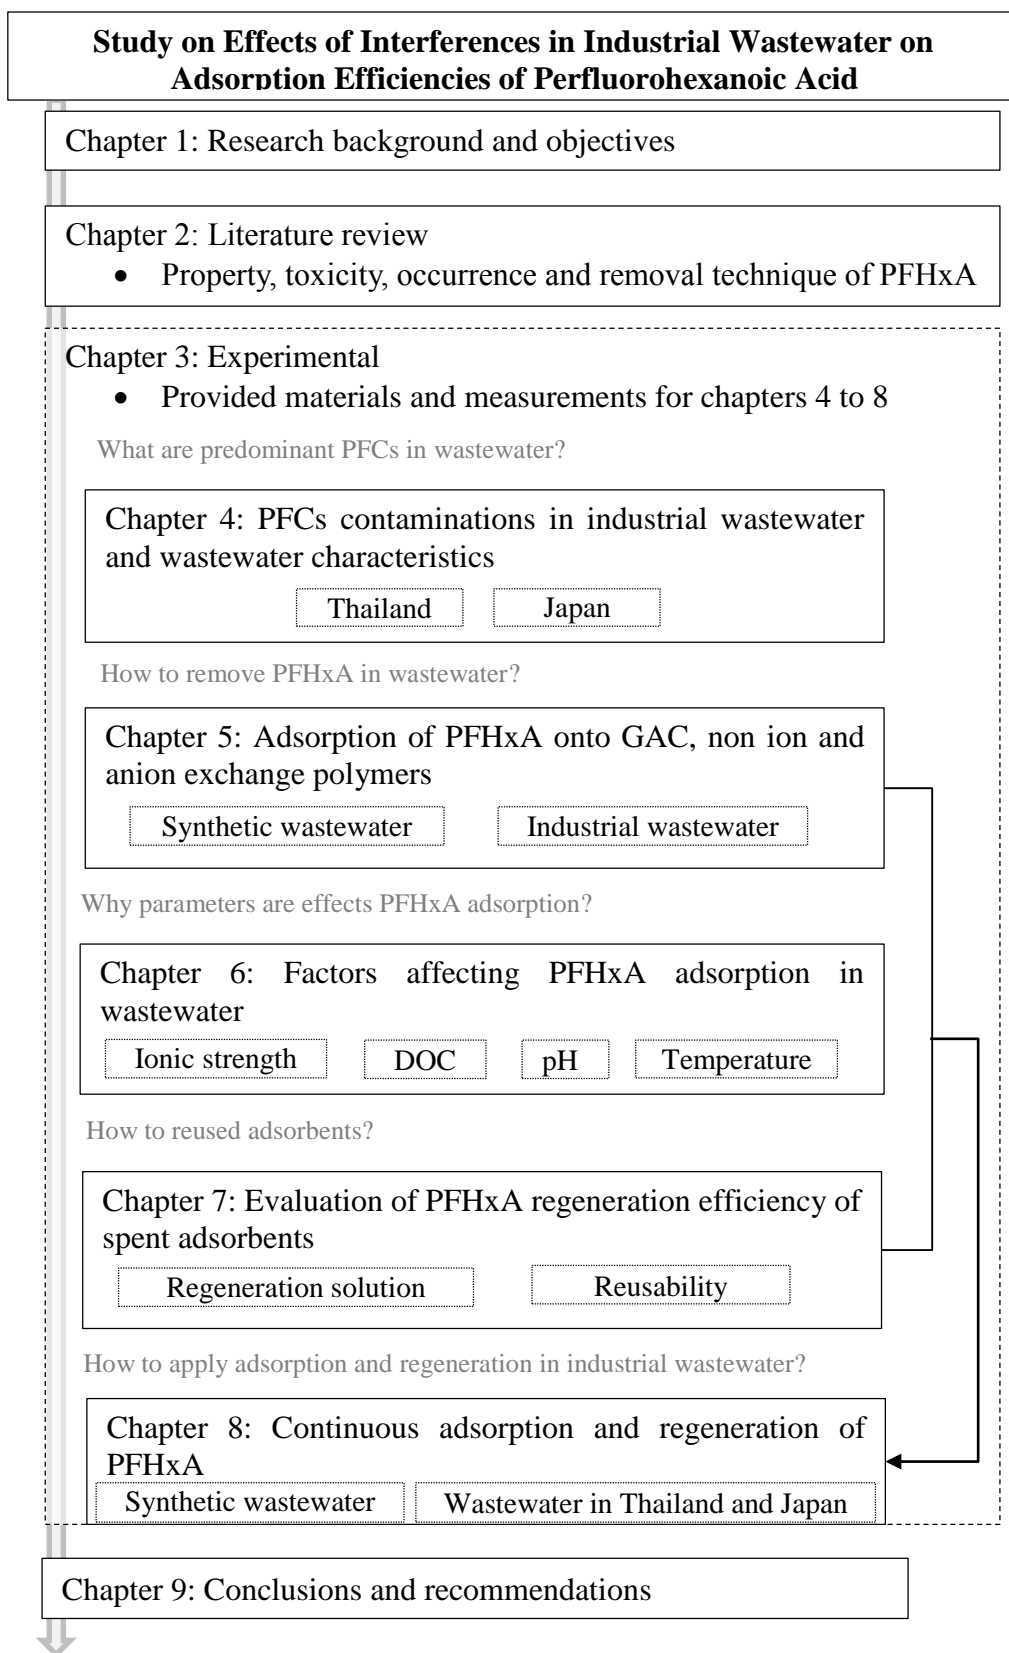 Study on Effects of Interferences in Industrial Wastewater on
Adsorption Efficiencies of Perfluorohexanoic Acid
Chapter 1: Research background and objectives
Chapter 2: Literature review
• Property, toxicity, occurrence and removal technique of PFHxA
Chapter 3: Experimental
• Provided materials and measurements for chapters 4 to 8
What are predominant PFCs in wastewater?
Chapter 4: PFCs contaminations in industrial wastewater
and wastewater characteristics
Thailand Japan
How to remove PFHxA in wastewater?
Chapter 5: Adsorption of PFHxA onto GAC, non ion and
anion exchange polymers
Synthetic wastewater Industrial wastewater
Why parameters are effects PFHxA adsorption?
Chapter 6: Factors affecting PFHxA adsorption in
wastewater
Ionic strength DOC pH Temperature
How to reused adsorbents?
Chapter 7: Evaluation of PFHxA regeneration efficiency of
spent adsorbents
Regeneration solution Reusability
How to apply adsorption and regeneration in industrial wastewater?
Chapter 8: Continuous adsorption and regeneration of
PFHxA
Synthetic wastewater Wastewater in Thailand and Japan
Chapter 9: Conclusions and recommendations